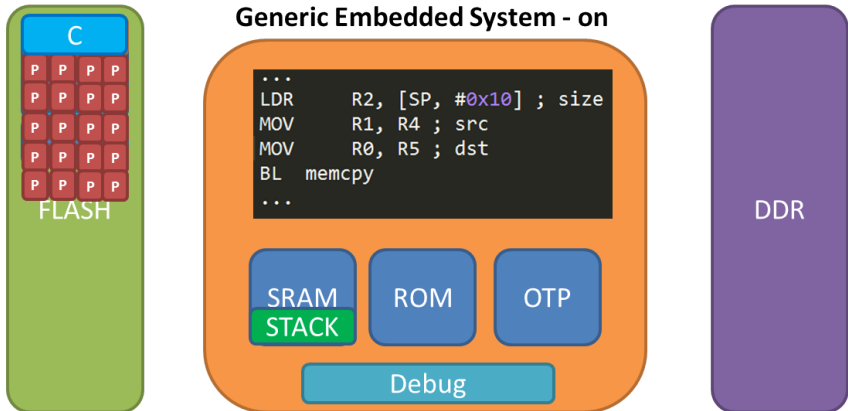 Generic Embedded System - on
C
P P P P
P P P P
P P P P
P P P P
P P P P
FLASH
...
LDR R2, [SP, #0x10] ; size
MOV R1, R4 ; src
MOV R0, R5 ; dst
BL memcpy
...
SRAM
STACK
ROM
OTP
Debug
DDR